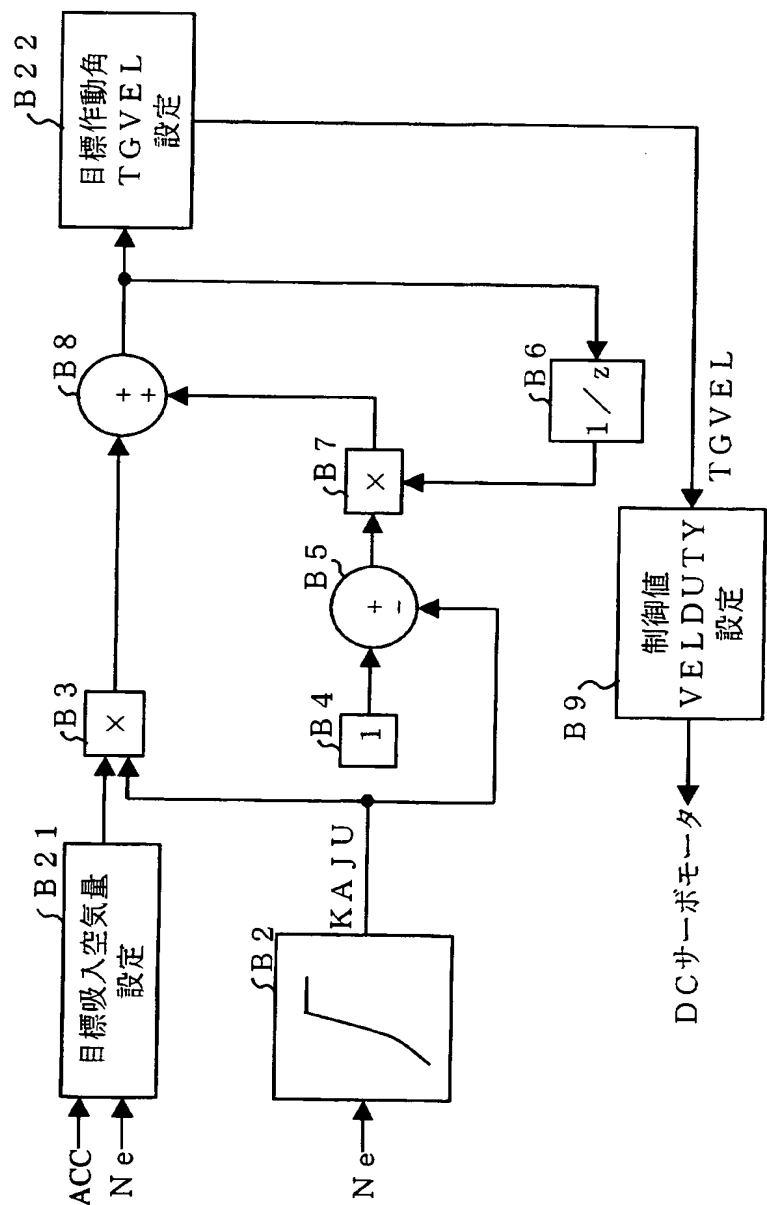 ACC
Ne
B21
目標吸入空気量
設定
B3
×
B8
+
+
B22
目標作動角
TGVEL
設定
Ne
B2
KAJU
B4
1
B5
+
-
B7
×
B6
1/z
TGVEL
B9
制御値
VELDUTY
設定
DCサーボモータ